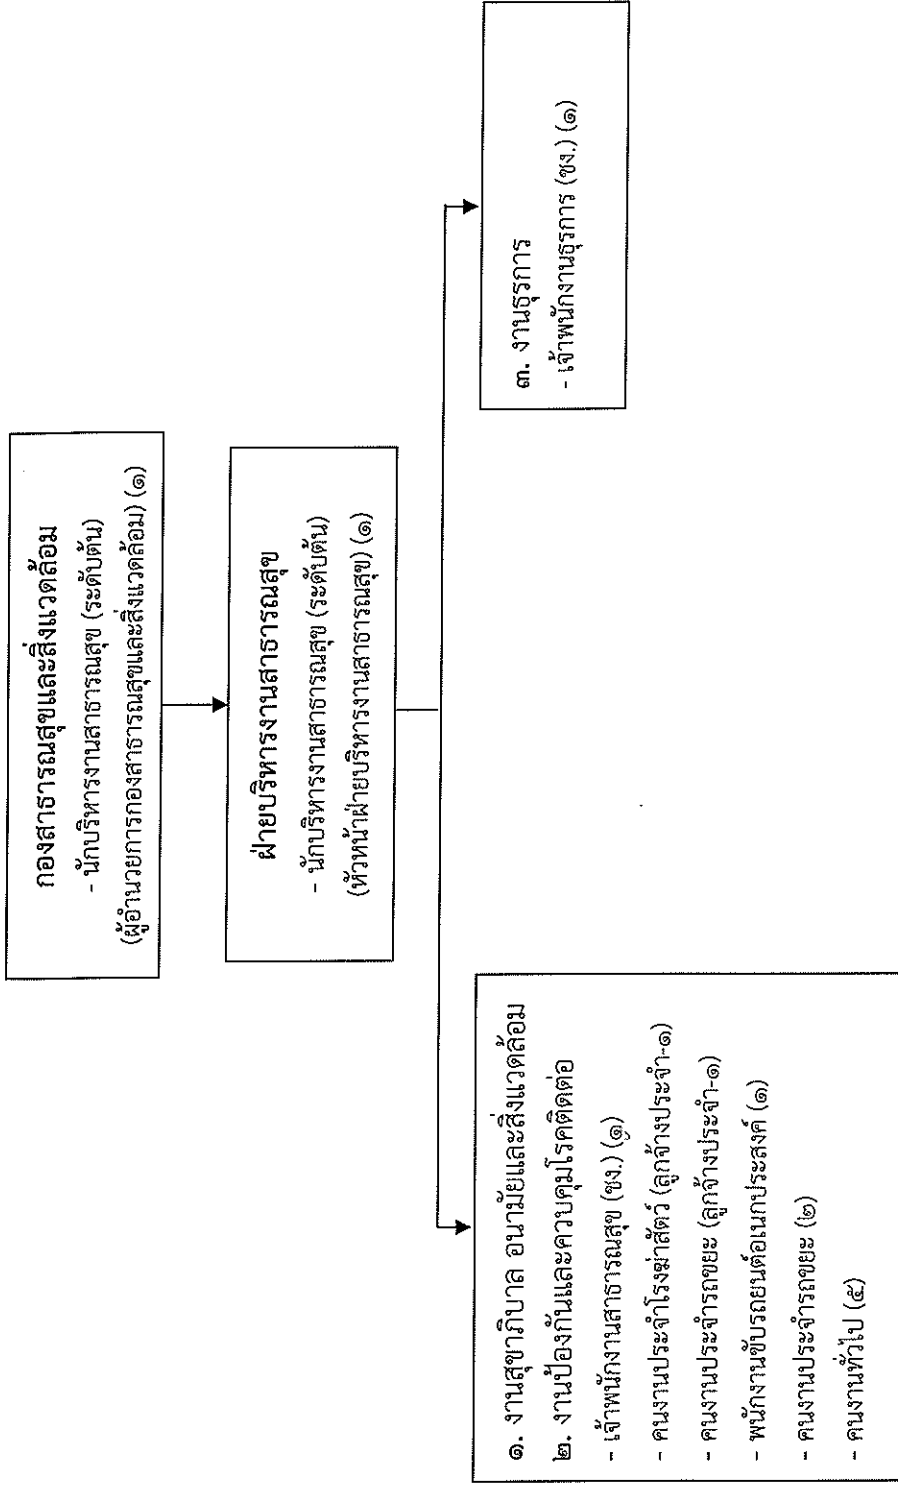 กองสาธารณสุขและสิ่งแวดล้อม
- นักบริหารงานสาธารณสุข (ระดับต้น)
(ผู้อำนวยการกองสาธารณสุขและสิ่งแวดล้อม) (๑)
ฝ่ายบริหารงานสาธารณสุข
- นักบริหารงานสาธารณสุข (ระดับต้น)
(หัวหน้าฝ่ายบริหารงานสาธารณสุข) (๑)
๑. งานสุขาภิบาล อนามัยและสิ่งแวดล้อม
๒. งานป้องกันและควบคุมโรคติดต่อ
- เจ้าพนักงานสาธารณสุข (ชง.) (๑)
- คนงานประจำโรงฆ่าสัตว์ (ลูกจ้างประจำ-๑)
- คนงานประจำรถขยะ (ลูกจ้างประจำ-๑)
- พนักงานขับรถยนต์อเนกประสงค์ (๑)
- คนงานประจำรถขยะ (๒)
- คนงานทั่วไป (๕)
๓. งานธุรการ
- เจ้าพนักงานธุรการ (ชง.) (๑)